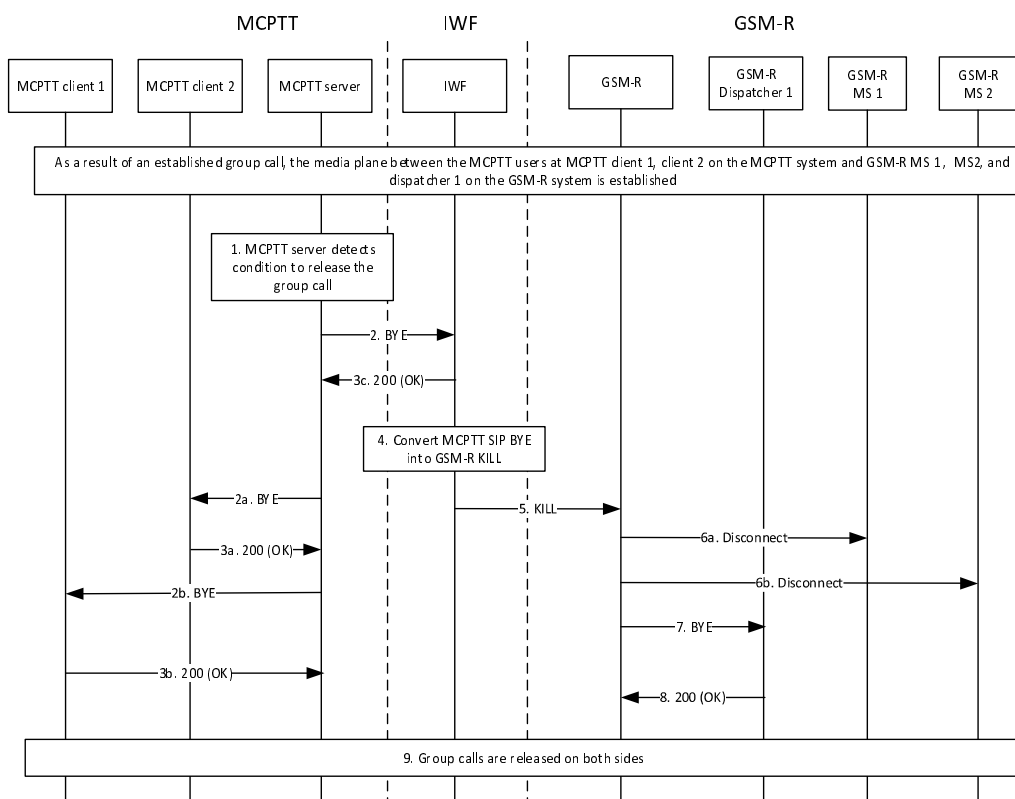 MCPTT
IWF
GSM-R
MCPTT client 1
MCPTT client 2
MCPTT server
IWF
GSM-R
GSM-R
Dispatcher 1
GSM-R
MS 1
GSM-R
MS 2
As a result of an established group call, the media plane between the MCPTT users at MCPTT client 1, client 2 on the MCPTT system and GSM-R MS 1, MS2, and
dispatcher 1 on the GSM-R system is established
1. MCPTT server detects
condition to release the
group call
2. BYE
3c. 200 (OK)
4. Convert MCPTT SIP BYE
into GSM-R KILL
2a. BYE
5. KILL
6a. Disconnect
3a. 200 (OK)
6b. Disconnect
2b. BYE
7. BYE
3b. 200 (OK)
8. 200 (OK)
9. Group calls are released on both sides